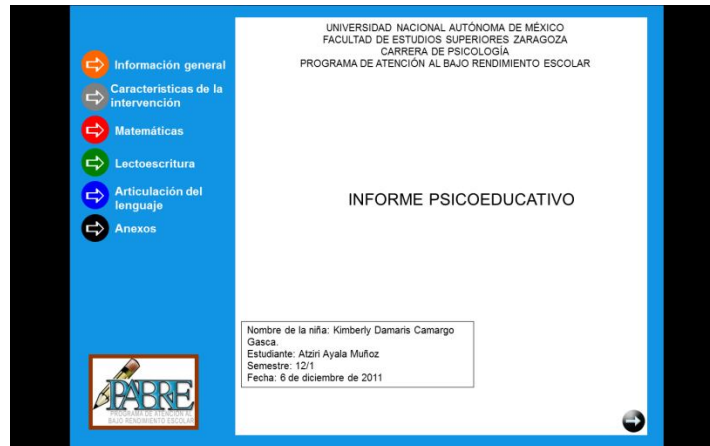 UNIVERSIDAD NACIONAL AUTÓNOMA DE MÉXICO
FACULTAD DE ESTUDIOS SUPERIORES ZARAGOZA
CARRERA DE PSICOLOGÍA
PROGRAMA DE ATENCIÓN AL BAJO RENDIMIENTO ESCOLAR
Información general
Características de la
intervención
Matemáticas
Lectoescritura
Articulación del
lenguaje
Anexos
INFORME PSICOEDUCATIVO
Nombre de la niña: Kimberly Damaris Camargo
Gasca.
Estudiante: Atziri Ayala Muñoz
Semestre: 12/1
Fecha: 6 de diciembre de 2011
PABRE
PROGRAMA DE ATENCIÓN AL
BAJO RENDIMIENTO ESCOLAR